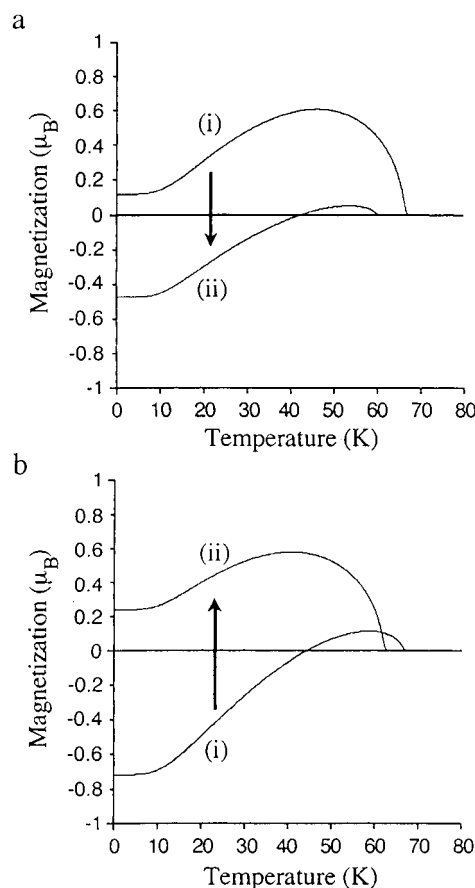 a
1
0.8
0.6
0.4
0.2
0
-0.2
-0.4
-0.6
-0.8
-1
Magnetization (μB)
(i)
(ii)
0 10 20 30 40 50 60 70 80
Temperature (K)
b
1
0.8
0.6
0.4
0.2
0
-0.2
-0.4
-0.6
-0.8
-1
Magnetization (μB)
(ii)
(i)
0 10 20 30 40 50 60 70 80
Temperature (K)